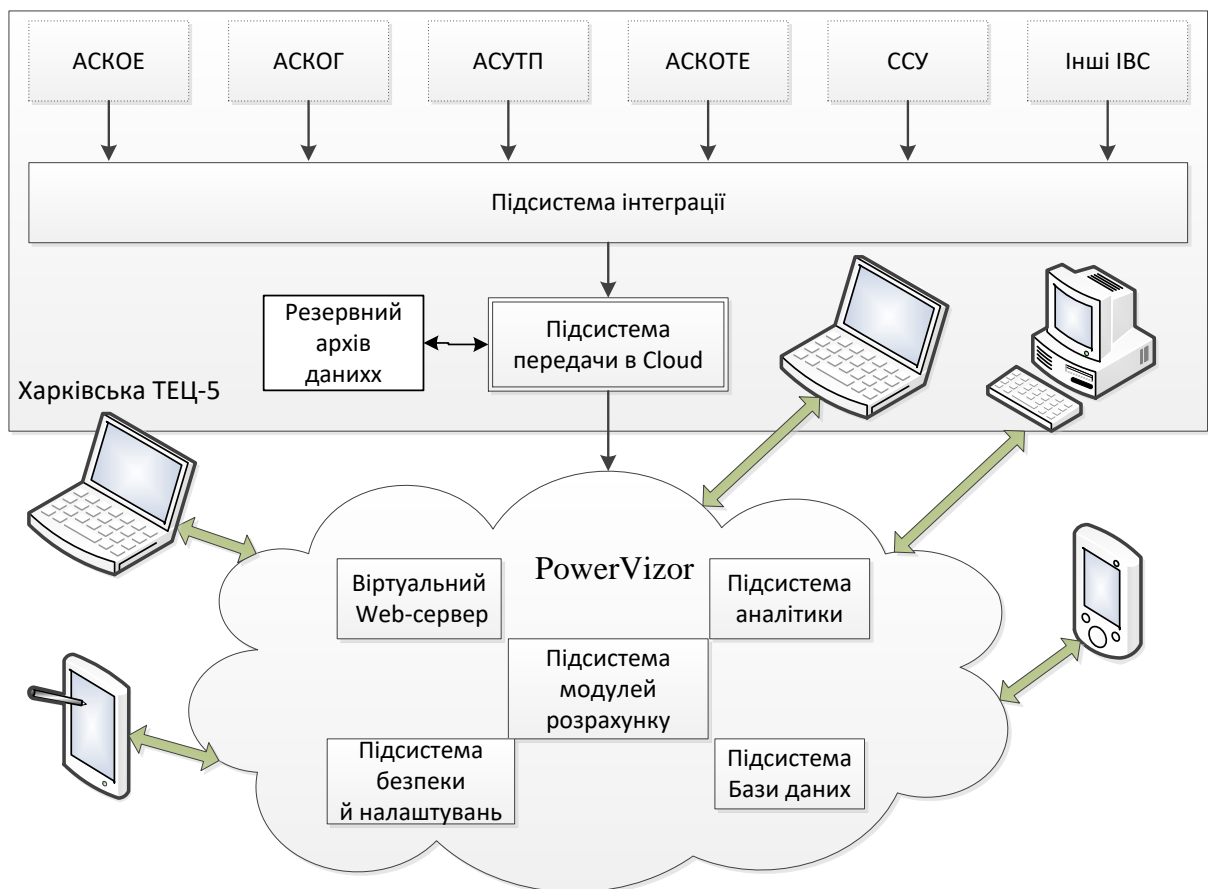 АСКОЕ
АСКОГ
АСУТП
АСКОТЕ
ССУ
Інші ІВС
Підсистема інтеграції
Резервний
архів
данихх
Підсистема
передачи в Cloud
Харківська ТЕЦ-5
PowerVizor
Віртуальний
Web-сервер
Підсистема
аналітики
Підсистема
модулей
розрахунку
Підсистема
безпеки
й налаштувань
Підсистема
Бази даних